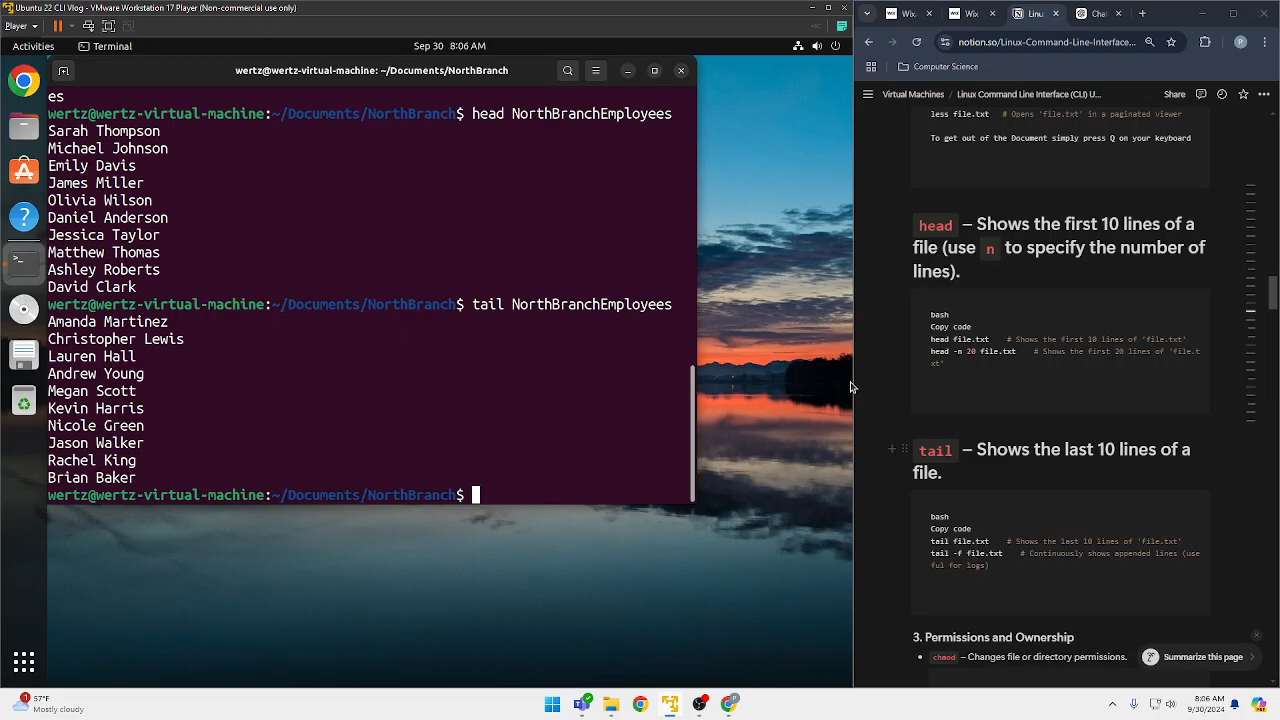 Ubuntu 22 CLI Vlog - VMware Workstation 17 Player (Non-commercial use only)
Player
Activities
Terminal
Sep 30 8:06 AM
wertz@wertz-virtual-machine: ~/Documents/NorthBranch
es
wertz@wertz-virtual-machine:~/Documents/NorthBranch$ head NorthBranchEmployees
Sarah Thompson
Michael Johnson
Emily Davis
James Miller
Olivia Wilson
Daniel Anderson
Jessica Taylor
Matthew Thomas
Ashley Roberts
David Clark
wertz@wertz-virtual-machine:~/Documents/NorthBranch$ tail NorthBranchEmployees
Amanda Martinez
Christopher Lewis
Lauren Hall
Andrew Young
Megan Scott
Kevin Harris
Nicole Green
Jason Walker
Rachel King
Brian Baker
wertz@wertz-virtual-machine:~/Documents/NorthBranch$
Wix
Wix
Linu
Cha
notion.so/Linux-Command-Line-Interface...
Computer Science
Virtual Machines / Linux Command Line Interface (CLI) U...
Share
less file.txt # Opens 'file.txt' in a paginated viewer
To get out of the Document simply press Q on your keyboard
head – Shows the first 10 lines of a
file (use n to specify the number of
lines).
bash
Copy code
head file.txt # Shows the first 10 lines of 'file.txt'
head -n 20 file.txt # Shows the first 20 lines of 'file.t
xt'
tail – Shows the last 10 lines of a
file.
bash
Copy code
tail file.txt # Shows the last 10 lines of 'file.txt'
tail -f file.txt # Continuously shows appended lines (use
ful for logs)
3. Permissions and Ownership
chmod – Changes file or directory permissions.
Summarize this page
1
57°F
Mostly cloudy
8:06 AM
9/30/2024